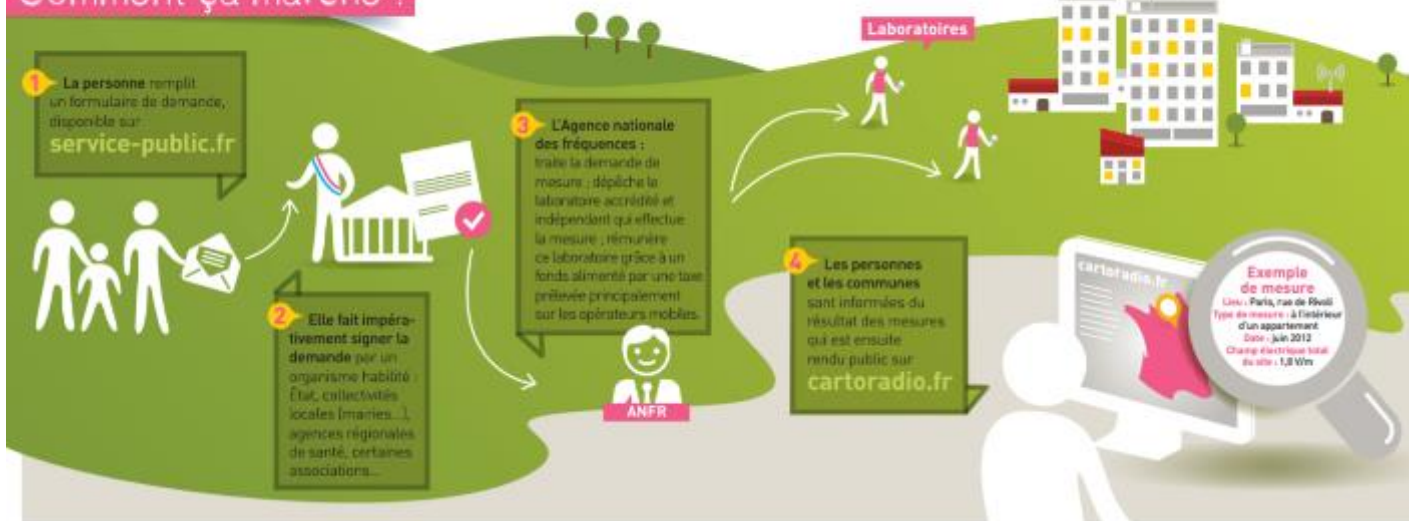 Comment ça marche ?
Laboratoires
1 La personne remplit
un formulaire de demande,
disponible sur
service-public.fr
2 Elle fait impéra-
tivement signer la
demande par un
organisme habilité :
État, collectivités
locales (mairies...),
agences régionales
de santé, certaines
associations...
3 L'Agence nationale
des fréquences :
traite la demande de
mesure ; dépêche le
laboratoire accrédité et
indépendant qui effectue
la mesure ; rémunère
ce laboratoire grâce à un
fonds alimenté par une taxe
prélevée principalement
sur les opérateurs mobiles.
ANFR
4 Les personnes
et les communes
sont informées du
résultat des mesures
qui est ensuite
rendu public sur
cartoradio.fr
cartoradio.fr
Exemple
de mesure
Lieu : Paris, rue de Rivoli
Type de mesure : à l'intérieur
d'un appartement
Date : juin 2012
Champ électrique total
du site : 1,8 V/m